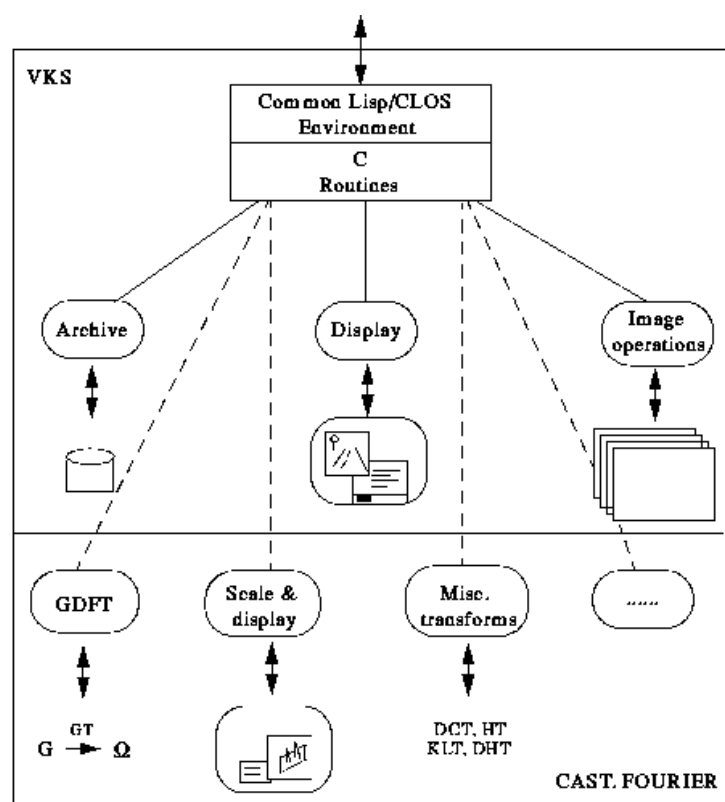 VKS
Common Lisp/CLOS
Environment
C
Routines
Archive
Display
Image
operations
GDFT
Scale &
display
Misc.
transforms
......
GT
G Ω
DCT, HT
KLT, DHT
CAST. FOURIER